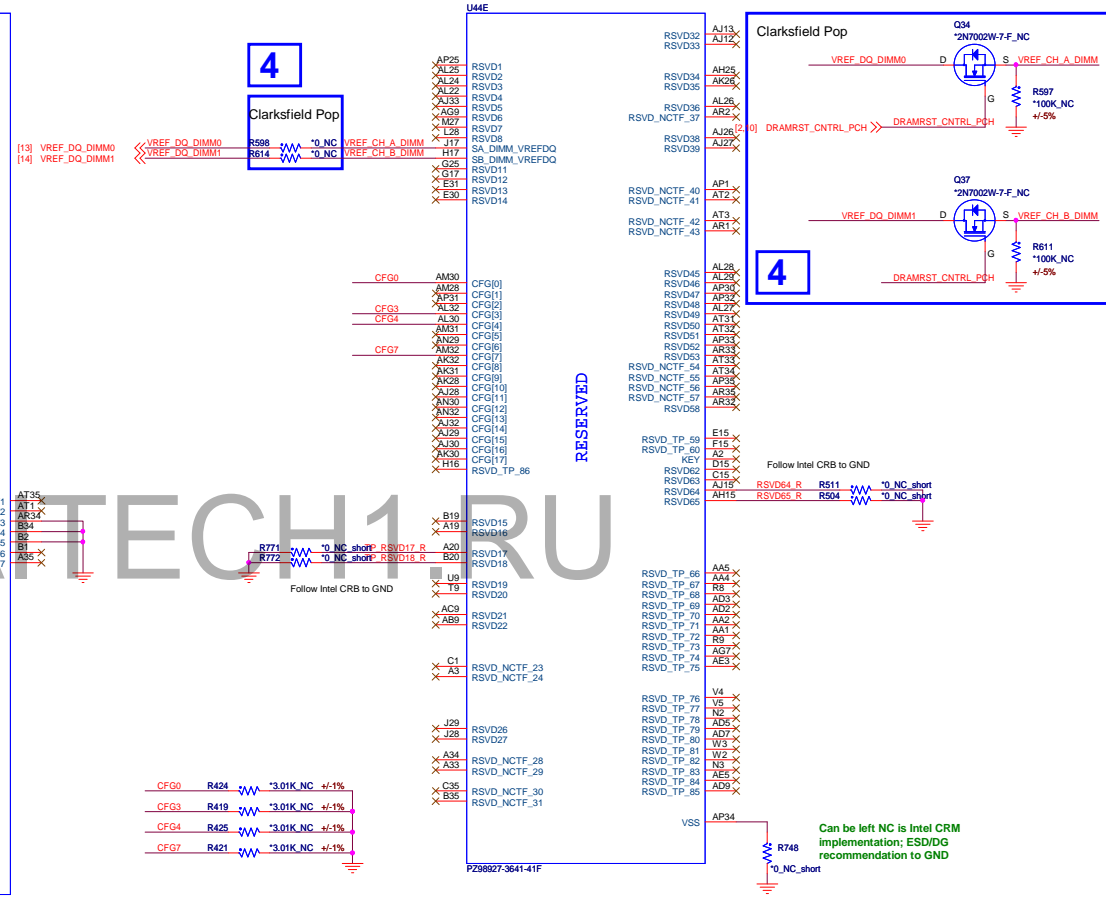 U44E
4
Clarksfield Pop
[13] VREF_DQ_DIMM0
[14] VREF_DQ_DIMM1
VREF_DQ_DIMM0 R598 *0_NC VREF_CH_A_DIMM
VREF_DQ_DIMM1 R614 *0_NC VREF_CH_B_DIMM
AP25 RSVD1
AL25 RSVD2
AL24 RSVD3
AL22 RSVD4
AJ33 RSVD5
AG9 RSVD6
M27 RSVD7
L28 RSVD8
J17 SA_DIMM_VREFDQ
H17 SB_DIMM_VREFDQ
G25 RSVD11
G17 RSVD12
E31 RSVD13
E30 RSVD14
CFG0 AM30 CFG[0]
AM28 CFG[1]
AP31 CFG[2]
CFG3 AL32 CFG[3]
CFG4 AL30 CFG[4]
AM31 CFG[5]
AN29 CFG[6]
CFG7 AM32 CFG[7]
AK32 CFG[8]
AK31 CFG[9]
AK28 CFG[10]
AJ28 CFG[11]
AN30 CFG[12]
AN32 CFG[13]
AJ32 CFG[14]
AJ29 CFG[15]
AJ30 CFG[16]
AK30 CFG[17]
H16 RSVD_TP_86
B19 RSVD15
A19 RSVD16
R771 *0_NC_short TP_RSVD17_R A20 RSVD17
R772 *0_NC_short TP_RSVD18_R B20 RSVD18
Follow Intel CRB to GND
U9 RSVD19
T9 RSVD20
AC9 RSVD21
AB9 RSVD22
C1 RSVD_NCTF_23
A3 RSVD_NCTF_24
J29 RSVD26
J28 RSVD27
A34 RSVD_NCTF_28
A33 RSVD_NCTF_29
C35 RSVD_NCTF_30
B35 RSVD_NCTF_31
RESERVED
PZ98927-3641-41F
RSVD32 AJ13
RSVD33 AJ12
RSVD34 AH25
RSVD35 AK26
RSVD36 AL26
RSVD_NCTF_37 AR2
RSVD38 AJ26
RSVD39 AJ27
RSVD_NCTF_40 AP1
RSVD_NCTF_41 AT2
RSVD_NCTF_42 AT3
RSVD_NCTF_43 AR1
RSVD45 AL28
RSVD46 AL29
RSVD47 AP30
RSVD48 AP32
RSVD49 AL27
RSVD50 AT31
RSVD51 AT32
RSVD52 AP33
RSVD53 AR33
RSVD_NCTF_54 AT33
RSVD_NCTF_55 AT34
RSVD_NCTF_56 AP35
RSVD_NCTF_57 AR35
RSVD58 AR32
RSVD_TP_59 E15
RSVD_TP_60 F15
KEY A2
RSVD62 D15
RSVD63 C15
RSVD64 AJ15 RSVD64_R R511 *0_NC_short
RSVD65 AH15 RSVD65_R R504 *0_NC_short
Follow Intel CRB to GND
RSVD_TP_66 AA5
RSVD_TP_67 AA4
RSVD_TP_68 R8
RSVD_TP_69 AD3
RSVD_TP_70 AD2
RSVD_TP_71 AA2
RSVD_TP_72 AA1
RSVD_TP_73 R9
RSVD_TP_74 AG7
RSVD_TP_75 AE3
RSVD_TP_76 V4
RSVD_TP_77 V5
RSVD_TP_78 N2
RSVD_TP_79 AD5
RSVD_TP_80 AD7
RSVD_TP_81 W3
RSVD_TP_82 W2
RSVD_TP_83 N3
RSVD_TP_84 AE5
RSVD_TP_85 AD9
VSS AP34
R748
*0_NC_short
Can be left NC is Intel CRM
implementation; ESD/DG
recommendation to GND
Clarksfield Pop
Q34
*2N7002W-7-F_NC
VREF_DQ_DIMM0 D S VREF_CH_A_DIMM
G
R597
*100K_NC
+/-5%
DRAMRST_CNTRL_PCH DRAMRST_CNTRL_PCH
Q37
*2N7002W-7-F_NC
VREF_DQ_DIMM1 D S VREF_CH_B_DIMM
G
R611
*100K_NC
+/-5%
DRAMRST_CNTRL_PCH
4
AT35
AT1
AR34
B34
B2
B1
A35
CFG0 R424 *3.01K_NC +/-1%
CFG3 R419 *3.01K_NC +/-1%
CFG4 R425 *3.01K_NC +/-1%
CFG7 R421 *3.01K_NC +/-1%
AITECH1.RU